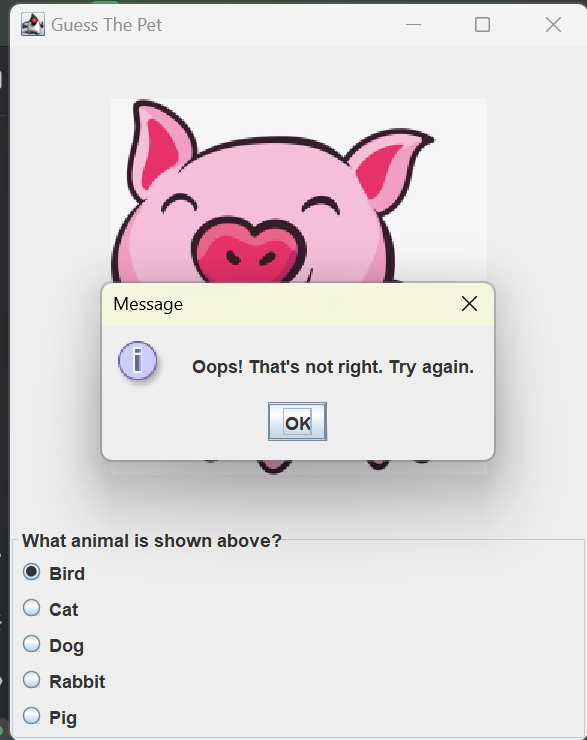 Guess The Pet
Message
i
Oops! That's not right. Try again.
OK
What animal is shown above?
Bird
Cat
Dog
Rabbit
Pig